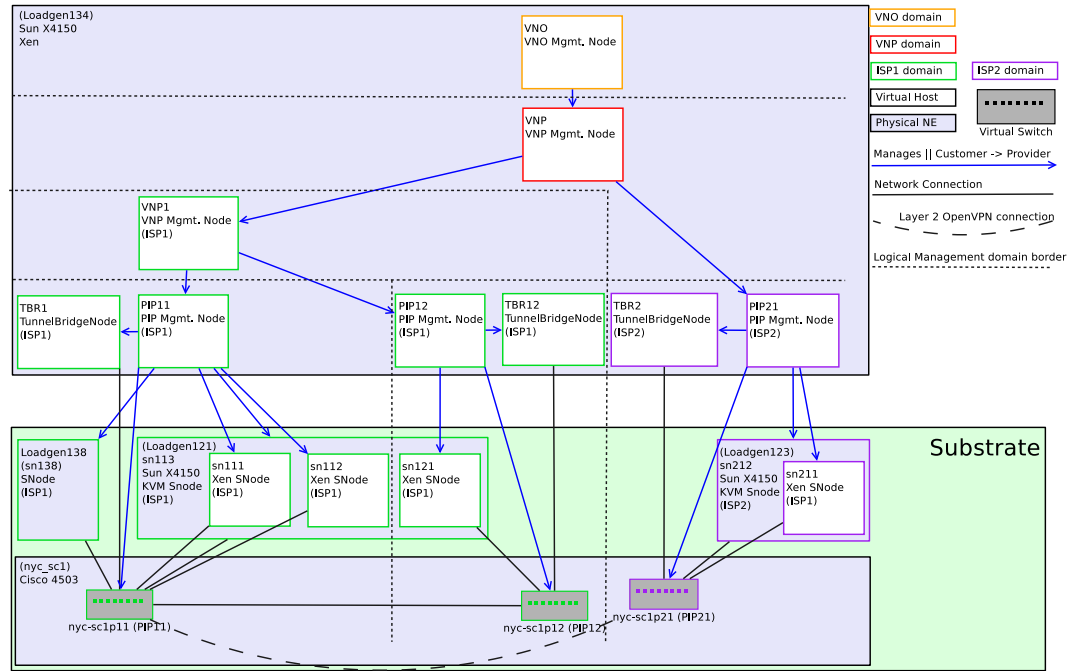 (Loadgen134)
Sun X4150
Xen
VNO
VNO Mgmt. Node
VNP
VNP Mgmt. Node
VNP1
VNP Mgmt. Node
(ISP1)
TBR1
TunnelBridgeNode
(ISP1)
PIP11
PIP Mgmt. Node
(ISP1)
PIP12
PIP Mgmt. Node
(ISP1)
TBR12
TunnelBridgeNode
(ISP1)
TBR2
TunnelBridgeNode
(ISP2)
PIP21
PIP Mgmt. Node
(ISP2)
VNO domain
VNP domain
ISP1 domain
ISP2 domain
Virtual Host
Physical NE
Virtual Switch
Manages || Customer -> Provider
Network Connection
Layer 2 OpenVPN connection
Logical Management domain border
Substrate
Loadgen138
(sn138)
SNode
(ISP1)
(Loadgen121)
sn113
Sun X4150
KVM Snode
(ISP1)
sn111
Xen SNode
(ISP1)
sn112
Xen SNode
(ISP1)
sn121
Xen SNode
(ISP1)
(Loadgen123)
sn212
Sun X4150
KVM Snode
(ISP2)
sn211
Xen SNode
(ISP1)
(nyc_sc1)
Cisco 4503
nyc-sc1p11 (PIP11)
nyc-sc1p12 (PIP12)
nyc-sc1p21 (PIP21)